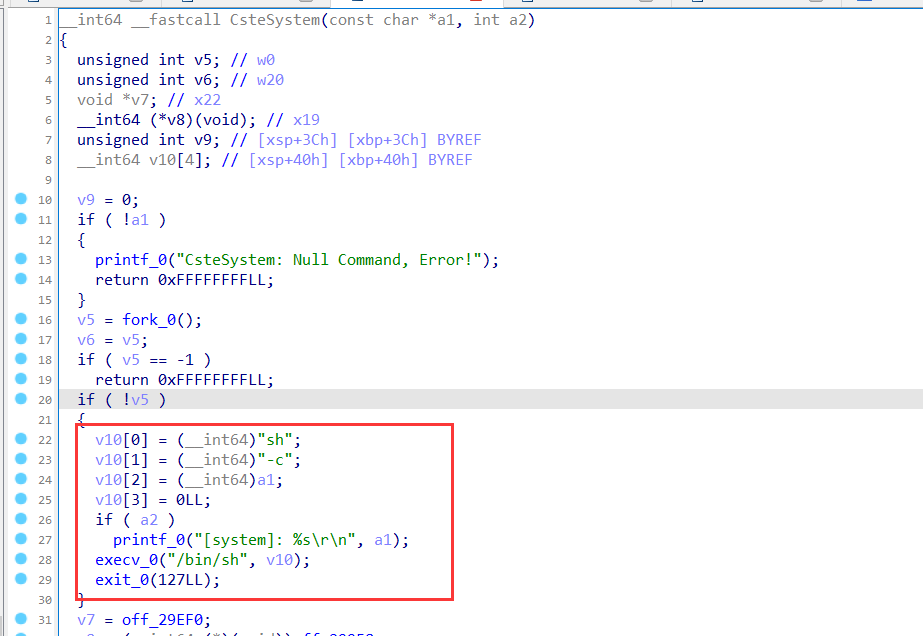 1 __int64 __fastcall CsteSystem(const char *a1, int a2)
2 {
3 unsigned int v5; // w0
4 unsigned int v6; // w20
5 void *v7; // x22
6 __int64 (*v8)(void); // x19
7 unsigned int v9; // [xsp+3Ch] [xbp+3Ch] BYREF
8 __int64 v10[4]; // [xsp+40h] [xbp+40h] BYREF
9
10 v9 = 0;
11 if ( !a1 )
12 {
13 printf_0("CsteSystem: Null Command, Error!");
14 return 0xFFFFFFFFLL;
15 }
16 v5 = fork_0();
17 v6 = v5;
18 if ( v5 == -1 )
19 return 0xFFFFFFFFLL;
20 if ( !v5 )
21 {
22 v10[0] = (__int64)"sh";
23 v10[1] = (__int64)"-c";
24 v10[2] = (__int64)a1;
25 v10[3] = 0LL;
26 if ( a2 )
27 printf_0("[system]: %s\r\n", a1);
28 execv_0("/bin/sh", v10);
29 exit_0(127LL);
30 }
31 v7 = off_29EF0;